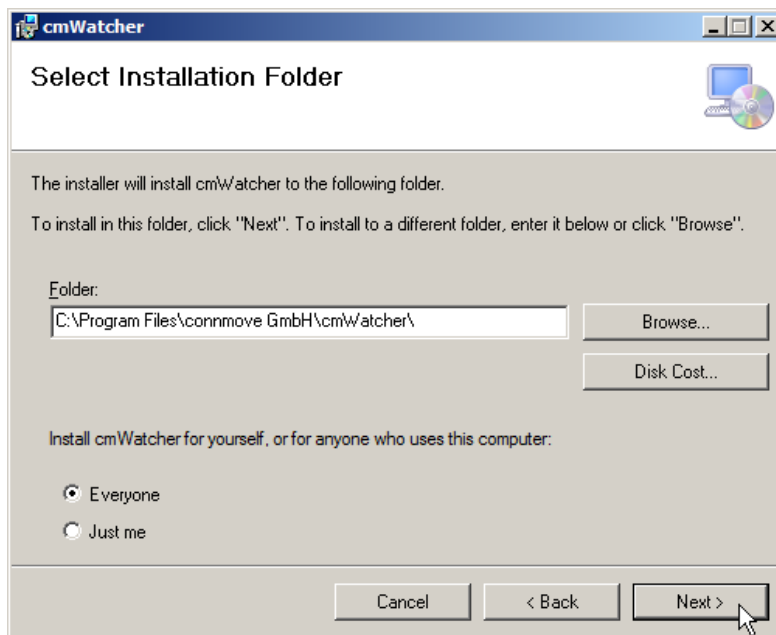 cmWatcher
Select Installation Folder
The installer will install cmWatcher to the following folder.
To install in this folder, click "Next". To install to a different folder, enter it below or click "Browse".
Folder:
C:\Program Files\connmove GmbH\cmWatcher\
Browse...
Disk Cost...
Install cmWatcher for yourself, or for anyone who uses this computer:
Everyone
Just me
Cancel
< Back
Next >